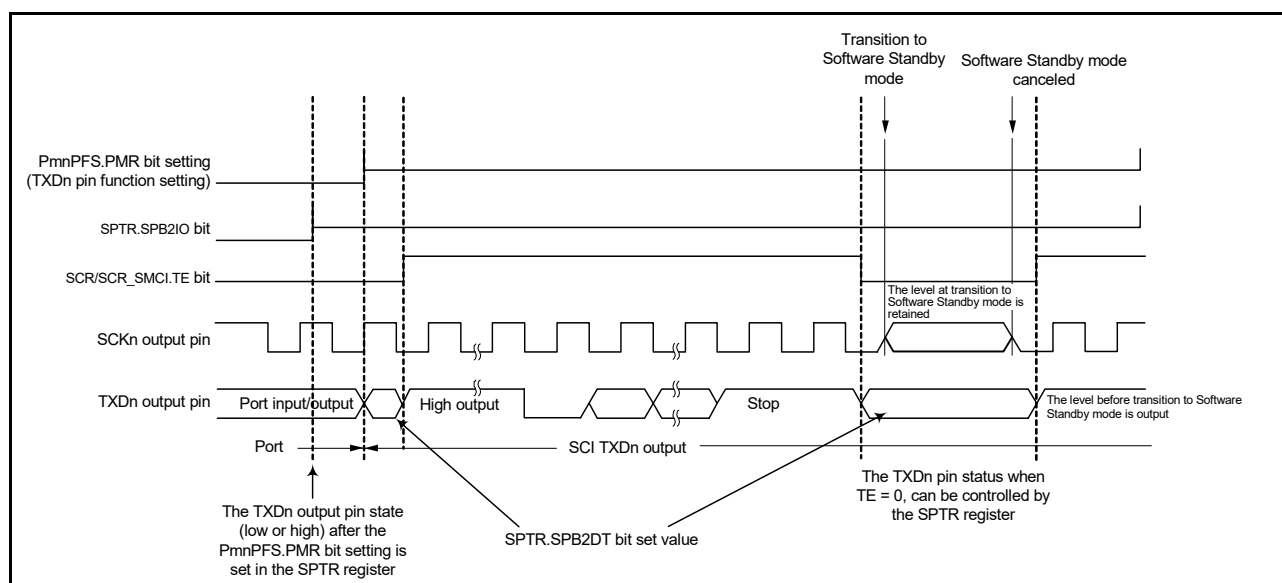 Transition to
Software Standby
mode
Software Standby mode
canceled
PmnPFS.PMR bit setting
(TXDn pin function setting)
SPTR.SPB2IO bit
SCR/SCR_SMCI.TE bit
The level at transition to
Software Standby mode is
retained
SCKn output pin
TXDn output pin
Port input/output
High output
Stop
The level before transition to Software
Standby mode is output
Port
SCI TXDn output
The TXDn output pin state
(low or high) after the
PmnPFS.PMR bit setting is
set in the SPTR register
SPTR.SPB2DT bit set value
The TXDn pin status when
TE = 0, can be controlled by
the SPTR register